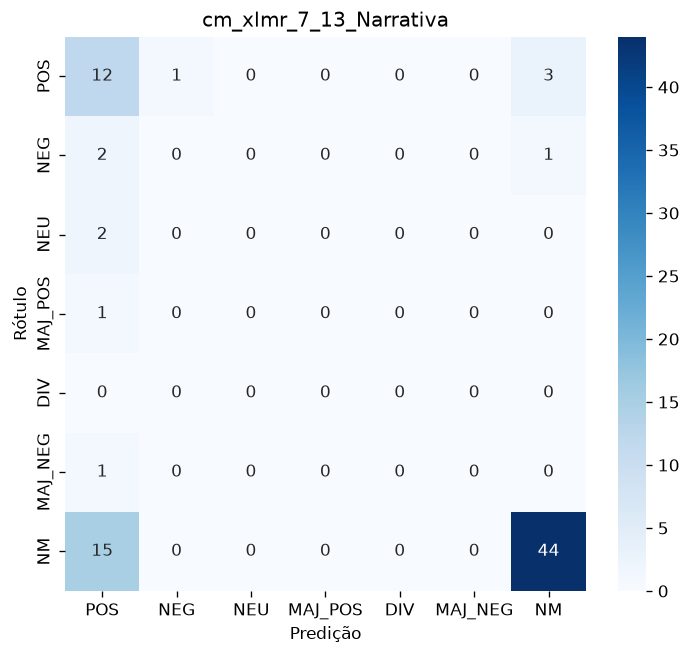 cm_xlmr_7_13_Narrativa
POS 12 1 0 0 0 0 3
NEG 2 0 0 0 0 0 1
NEU 2 0 0 0 0 0 0
MAJ_POS 1 0 0 0 0 0 0
DIV 0 0 0 0 0 0 0
MAJ_NEG 1 0 0 0 0 0 0
NM 15 0 0 0 0 0 44
POS NEG NEU MAJ_POS DIV MAJ_NEG NM
Predição
Rótulo
40
35
30
25
20
15
10
5
0